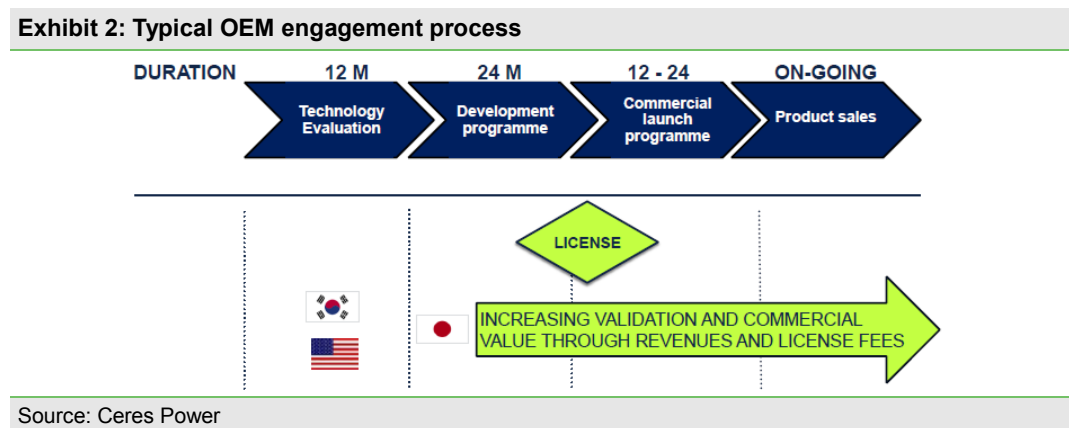 Exhibit 2: Typical OEM engagement process
DURATION 12 M 24 M 12 - 24 ON-GOING
Technology
Evaluation
Development
programme
Commercial
launch
programme
Product sales
LICENSE
INCREASING VALIDATION AND COMMERCIAL
VALUE THROUGH REVENUES AND LICENSE FEES
Source: Ceres Power